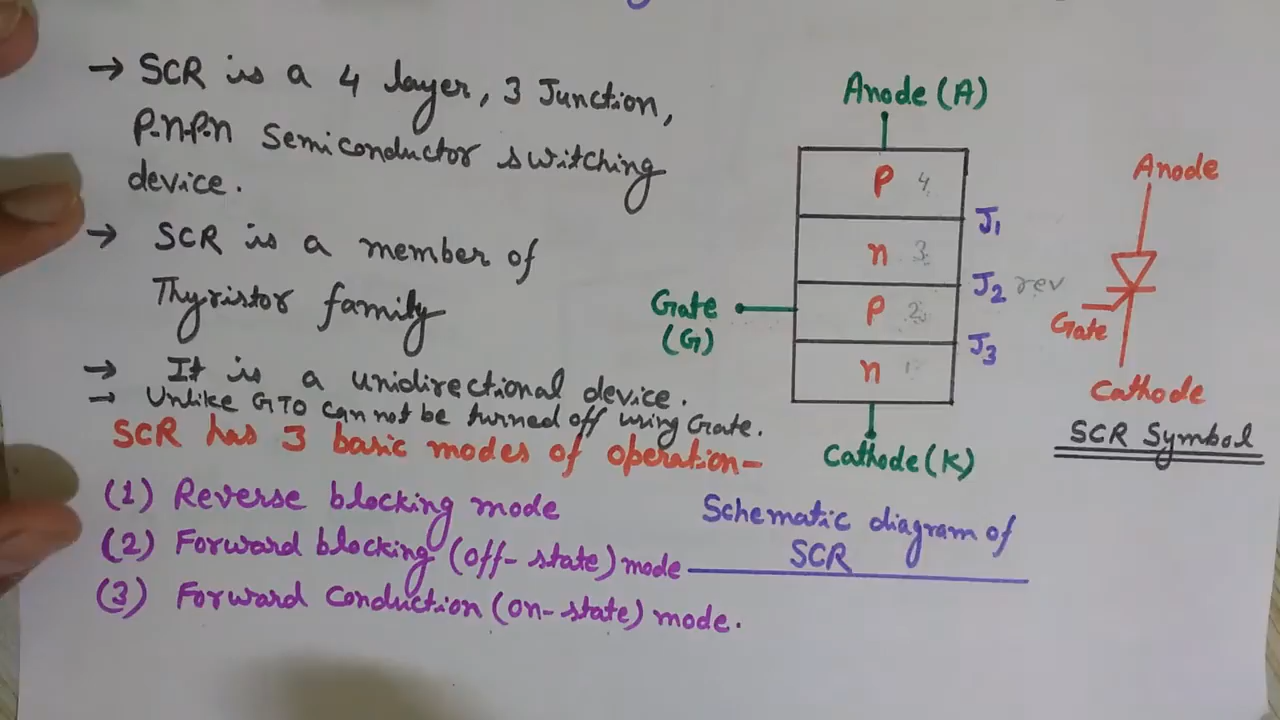 → SCR is a 4 layer, 3 Junction,
P-n-P-n Semiconductor switching
device.
→ SCR is a member of
Thyristor family
→ It is a unidirectional device.
→ Unlike GTO cannot be turned off using Gate.
SCR has 3 basic modes of operation-
(1) Reverse blocking mode
(2) Forward blocking (off-state) mode
(3) Forward Conduction (on-state) mode.
Anode (A)
P 4
J1
n 3
J2 rev
Gate
(G)
P 2
J3
n 1
Cathode (K)
Schematic diagram of
SCR
Anode
Gate
Cathode
SCR Symbol